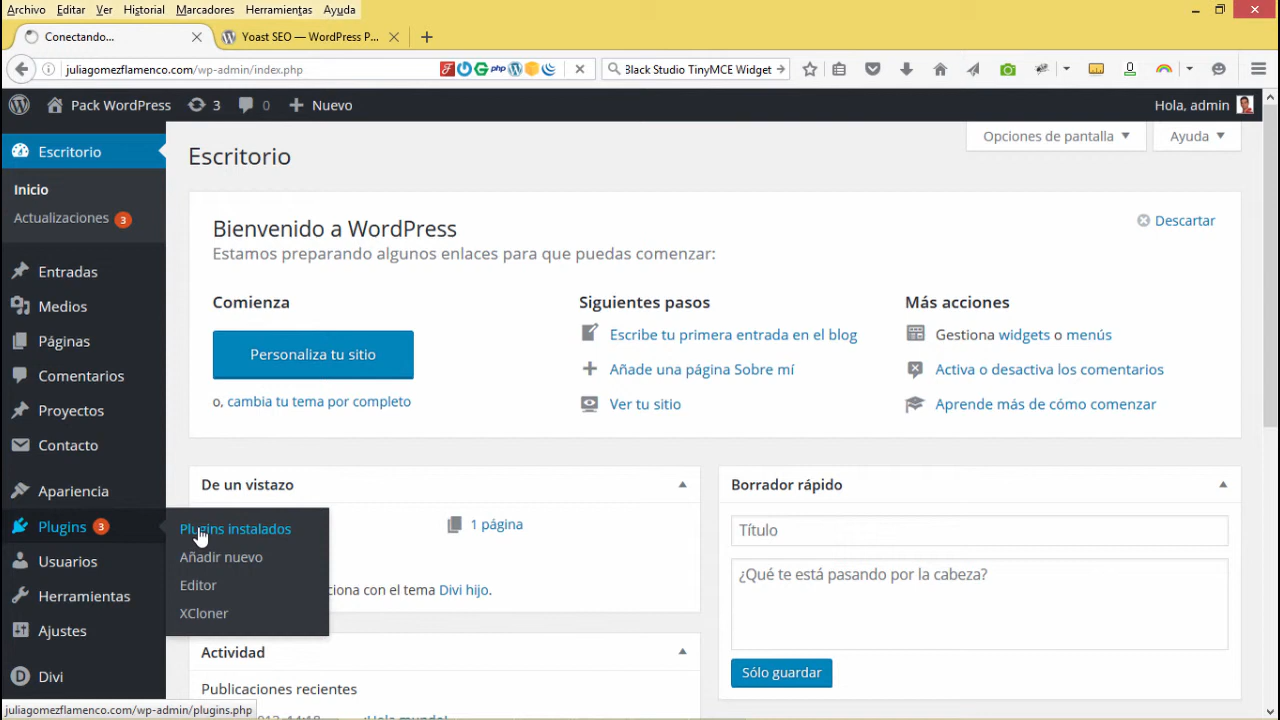 Archivo Editar Ver Historial Marcadores Herramientas Ayuda
Conectando...
Yoast SEO — WordPress P...
juliagomezflamenco.com/wp-admin/index.php
php
Black Studio TinyMCE Widget
Pack WordPress 3 0 Nuevo
Hola, admin
Escritorio
Inicio
Actualizaciones 3
Entradas
Medios
Páginas
Comentarios
Proyectos
Contacto
Apariencia
Plugins 3
Usuarios
Herramientas
Ajustes
Divi
Plugins instalados
Añadir nuevo
Editor
XCloner
Opciones de pantalla
Ayuda
Escritorio
Bienvenido a WordPress
Descartar
Estamos preparando algunos enlaces para que puedas comenzar:
Comienza
Personaliza tu sitio
o, cambia tu tema por completo
Siguientes pasos
Escribe tu primera entrada en el blog
Añade una página Sobre mí
Ver tu sitio
Más acciones
Gestiona widgets o menús
Activa o desactiva los comentarios
Aprende más de cómo comenzar
De un vistazo
1 página
ciona con el tema Divi hijo.
Actividad
Publicaciones recientes
Borrador rápido
Título
¿Qué te está pasando por la cabeza?
Sólo guardar
juliagomezflamenco.com/wp-admin/plugins.php